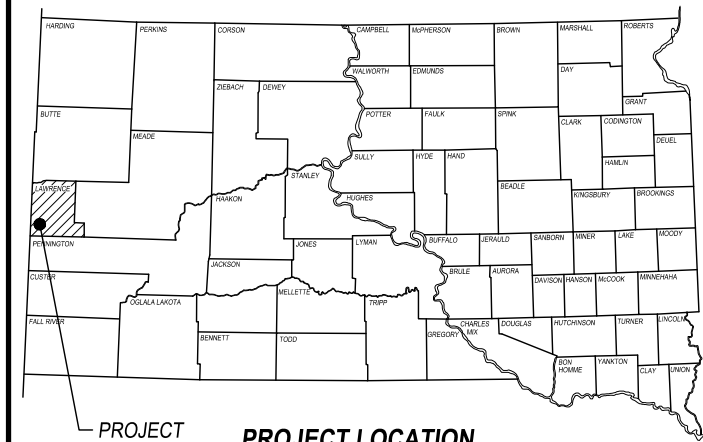 HARDING
PERKINS
CORSON
CAMPBELL
McPHERSON
BROWN
MARSHALL
ROBERTS
WALWORTH
EDMUNDS
DAY
ZIEBACH
DEWEY
GRANT
BUTTE
POTTER
FAULK
SPINK
CLARK
CODINGTON
MEADE
DEUEL
SULLY
HYDE
HAND
HAMLIN
STANLEY
LAWRENCE
BEADLE
KINGSBURY
BROOKINGS
HAAKON
HUGHES
PENNINGTON
JONES
LYMAN
BUFFALO
JERAULD
SANBORN
MINER
LAKE
MOODY
JACKSON
BRULE
AURORA
DAVISON
HANSON
McCOOK
MINNEHAHA
CUSTER
OGLALA LAKOTA
MELLETTE
TRIPP
FALL RIVER
BENNETT
TODD
GREGORY
CHARLES
MIX
DOUGLAS
HUTCHINSON
TURNER
LINCOLN
BON
HOMME
YANKTON
CLAY
UNION
PROJECT
PROJECT LOCATION